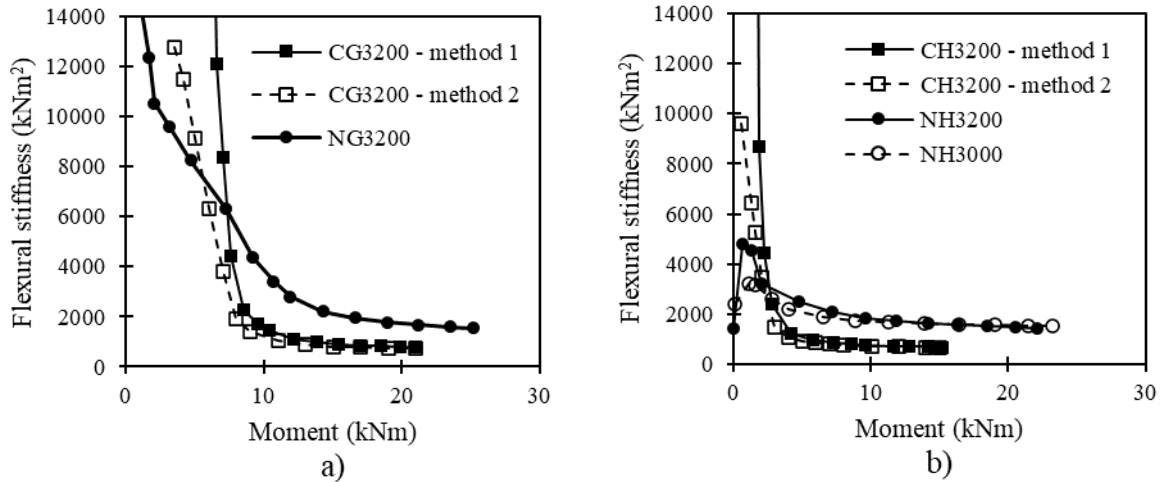 14000
12000
10000
8000
6000
4000
2000
0
Flexural stiffness (kNm²)
0 10 20 30
Moment (kNm)
CG3200 - method 1
CG3200 - method 2
NG3200
a)
14000
12000
10000
8000
6000
4000
2000
0
Flexural stiffness (kNm²)
0 10 20 30
Moment (kNm)
CH3200 - method 1
CH3200 - method 2
NH3200
NH3000
b)